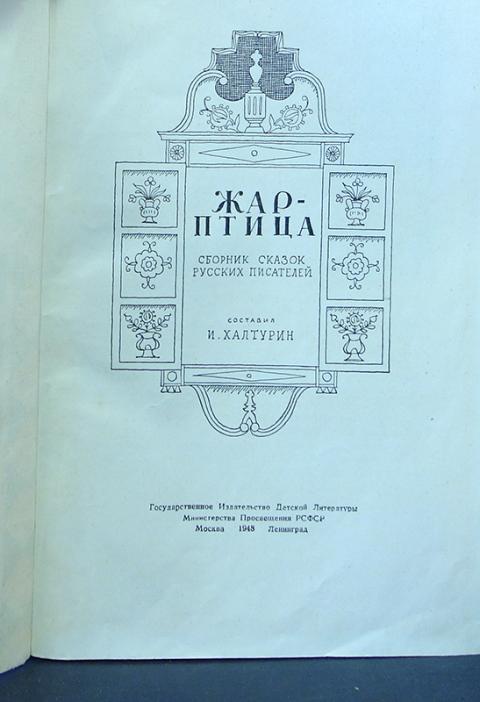 ЖАР-
ПТИЦА
СБОРНИК СКАЗОК
РУССКИХ ПИСАТЕЛЕЙ
СОСТАВИЛ
И. ХАЛТУРИН
Государственное Издательство Детской Литературы
Министерства Просвещения РСФСР
Москва 1948 Ленинград